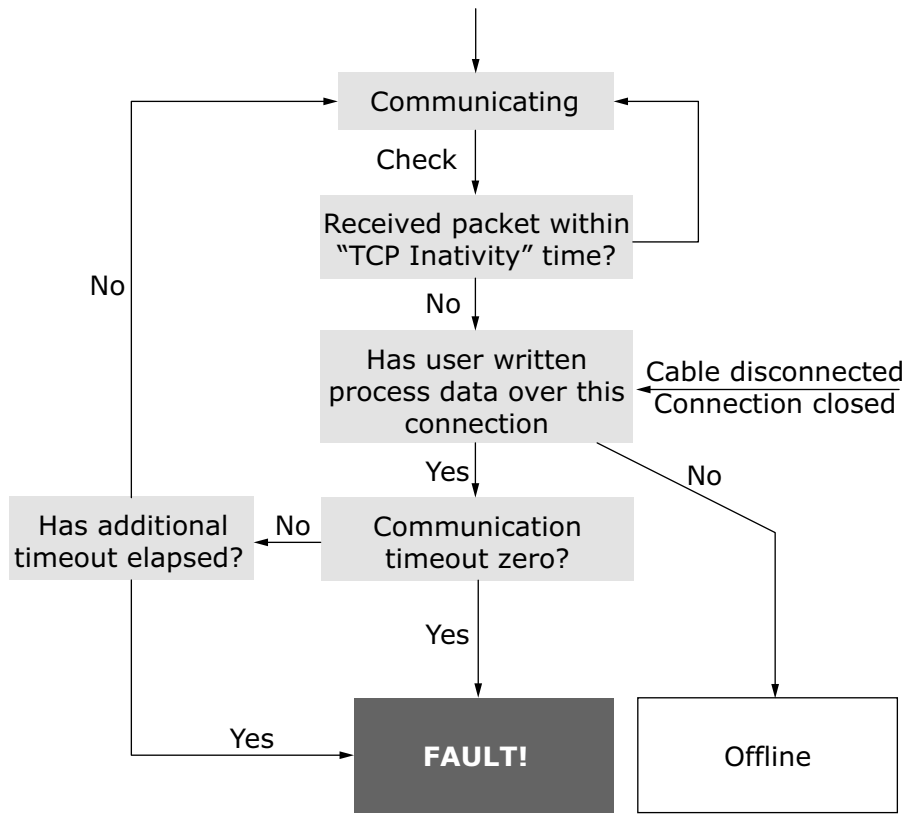 Communicating
Check
Received packet within
“TCP Inativity” time?
No
No
Has user written
process data over this
connection
Cable disconnected
Connection closed
Yes
No
Has additional
timeout elapsed?
No
Communication
timeout zero?
Yes
Yes
FAULT!
Offline